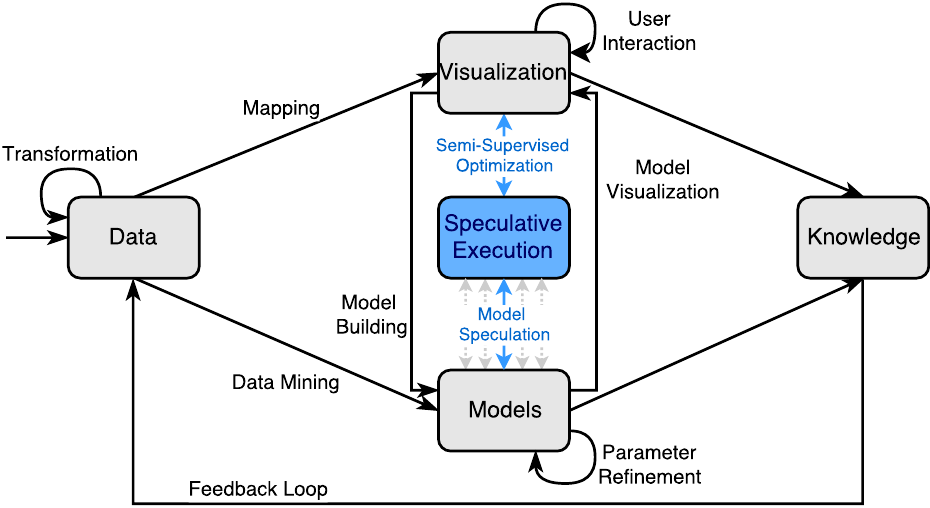 User
Interaction
Visualization
Mapping
Semi-Supervised
Optimization
Transformation
Model
Visualization
Data
Speculative
Execution
Knowledge
Model
Building
Model
Speculation
Data Mining
Models
Parameter
Refinement
Feedback Loop